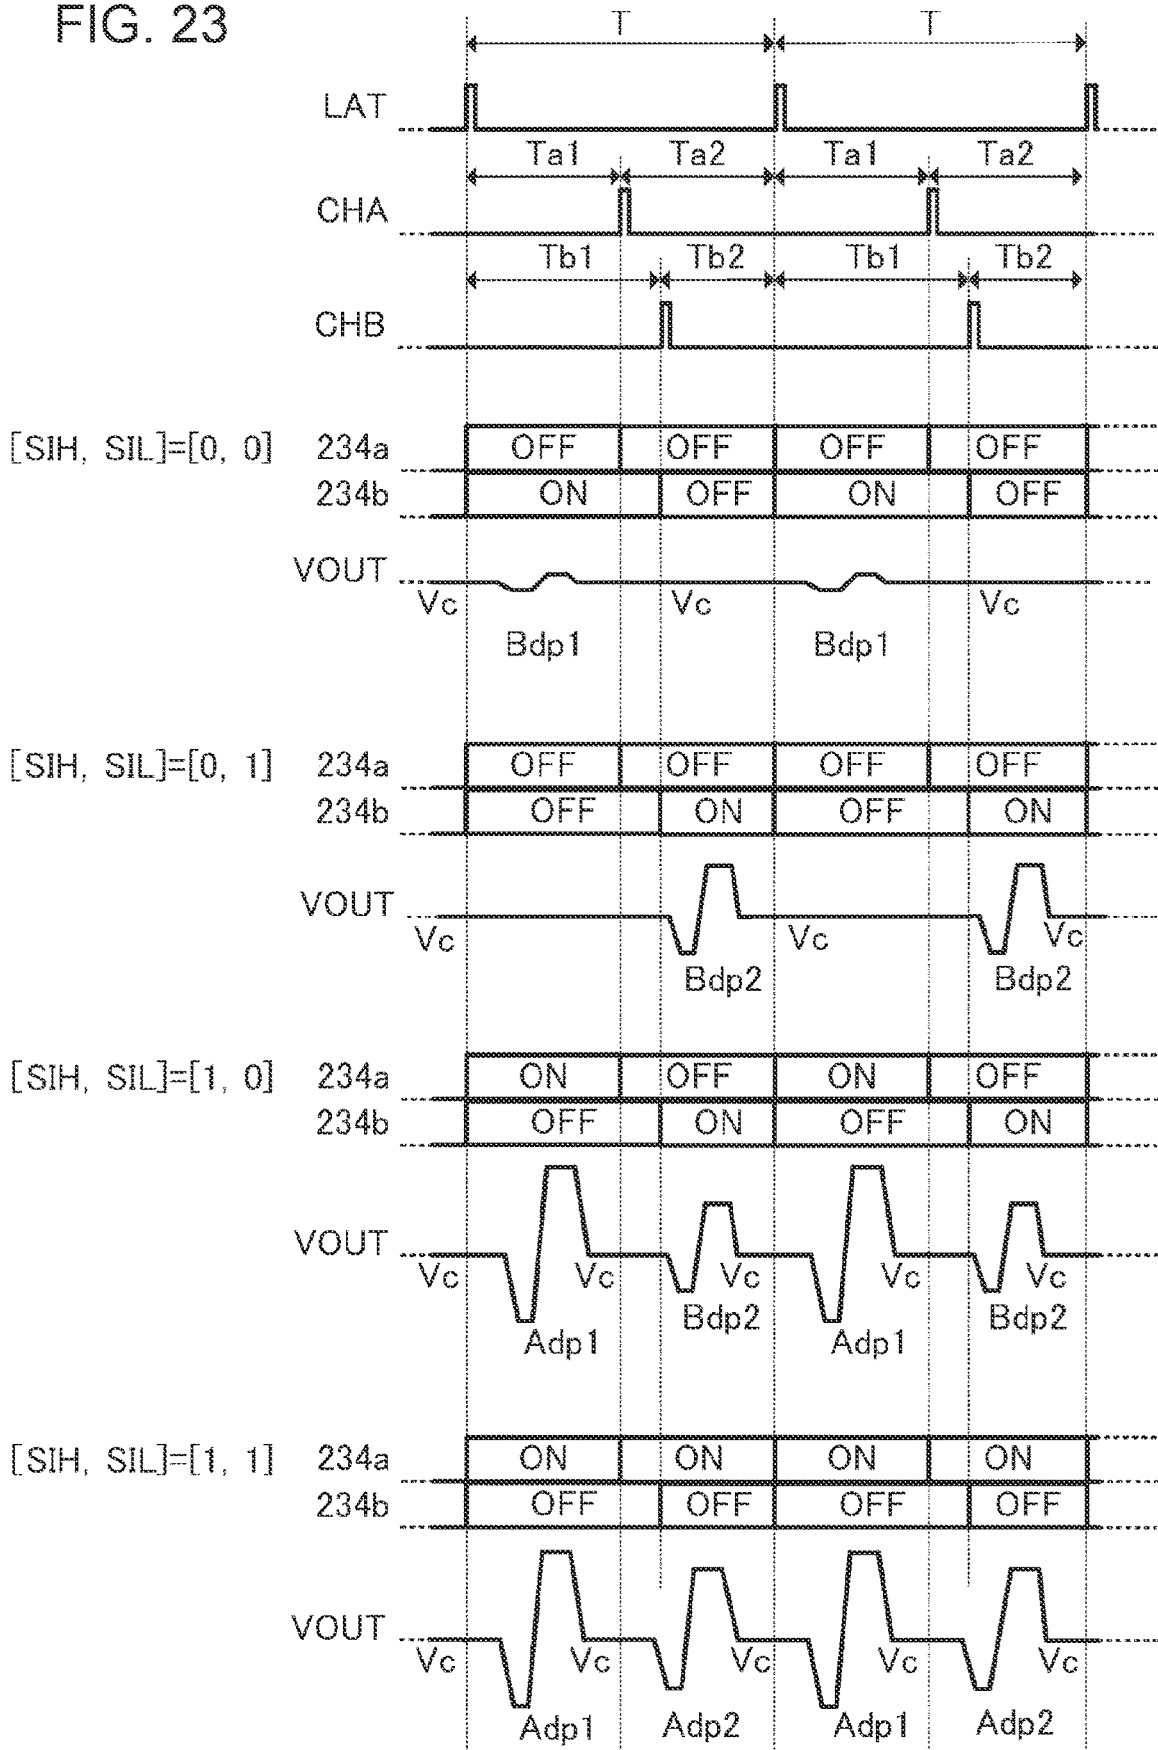 FIG. 23
T T
LAT
Ta1 Ta2 Ta1 Ta2
CHA
Tb1 Tb2 Tb1 Tb2
CHB
[SIH, SIL]=[0, 0] 234a OFF OFF OFF OFF
234b ON OFF ON OFF
VOUT
Vc Vc Vc
Bdp1 Bdp1
[SIH, SIL]=[0, 1] 234a OFF OFF OFF OFF
234b OFF ON OFF ON
VOUT
Vc Vc Vc
Bdp2 Bdp2
[SIH, SIL]=[1, 0] 234a ON OFF ON OFF
234b OFF ON OFF ON
VOUT
Vc Vc Vc Vc Vc
Bdp2 Bdp2
Adp1 Adp1
[SIH, SIL]=[1, 1] 234a ON ON ON ON
234b OFF OFF OFF OFF
VOUT
Vc Vc Vc Vc Vc
Adp1 Adp2 Adp1 Adp2